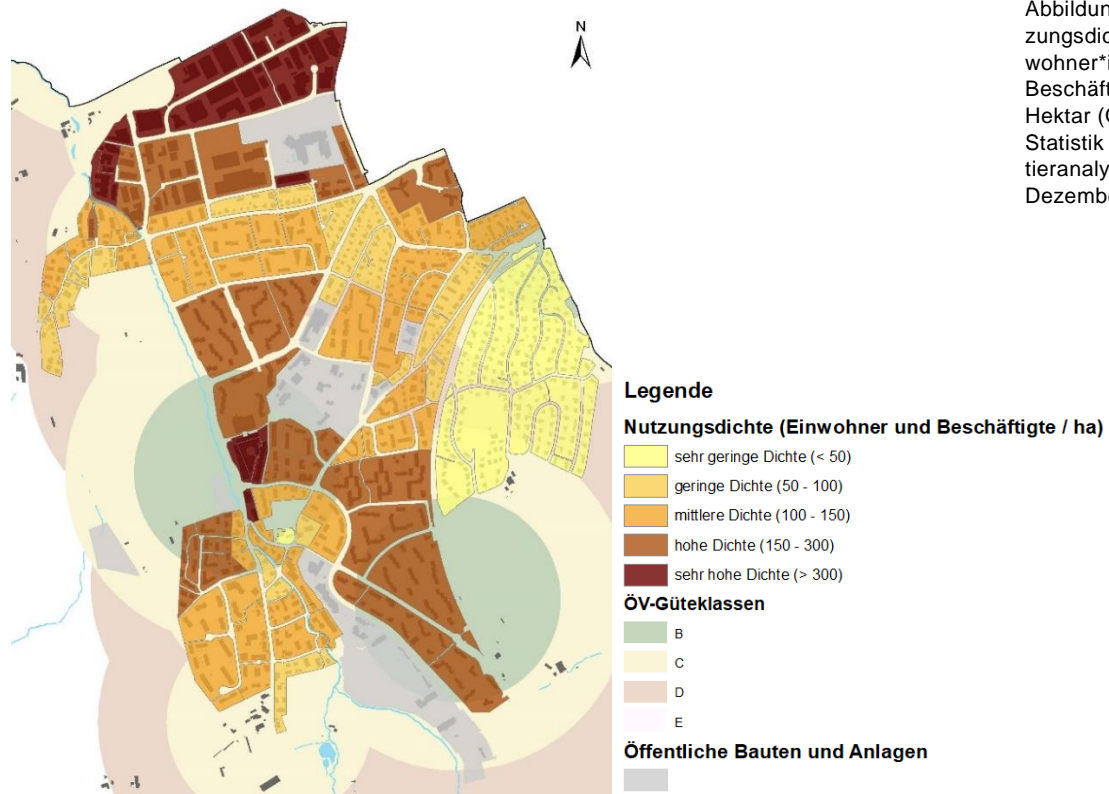 Abbildun
zungsdic
wohner*i
Beschäft
Hektar (
Statistik
tieranaly
Dezembe
N
Legende
Nutzungsdichte (Einwohner und Beschäftigte / ha)
sehr geringe Dichte (< 50)
geringe Dichte (50 - 100)
mittlere Dichte (100 - 150)
hohe Dichte (150 - 300)
sehr hohe Dichte (> 300)
ÖV-Güteklassen
B
C
D
E
Öffentliche Bauten und Anlagen